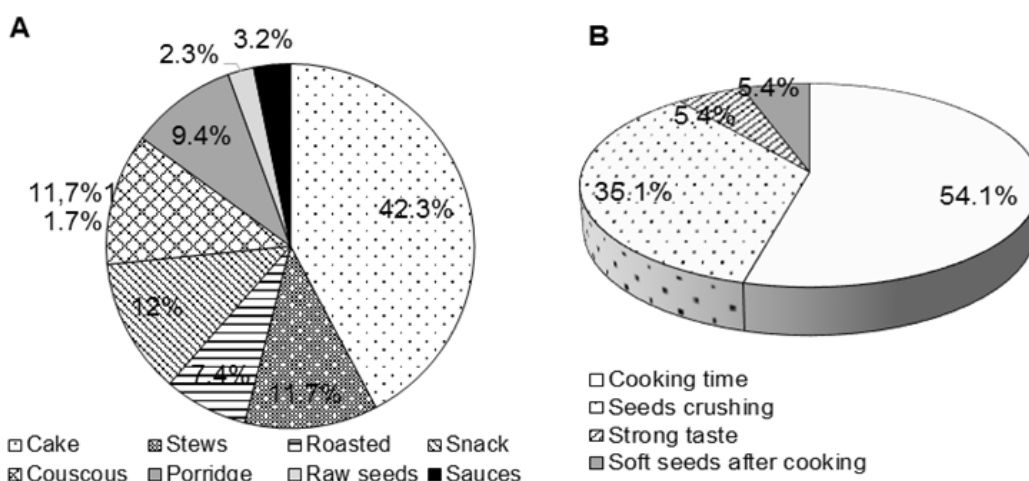 A
B
3.2%
2.3%
5.4%
9.4%
5.4%
11,7%1
1.7%
42.3%
35.1%
54.1%
12%
7.4%
11.7%
Cake Stews Roasted Snack
Couscous Porridge Raw seeds Sauces
Cooking time
Seeds crushing
Strong taste
Soft seeds after cooking